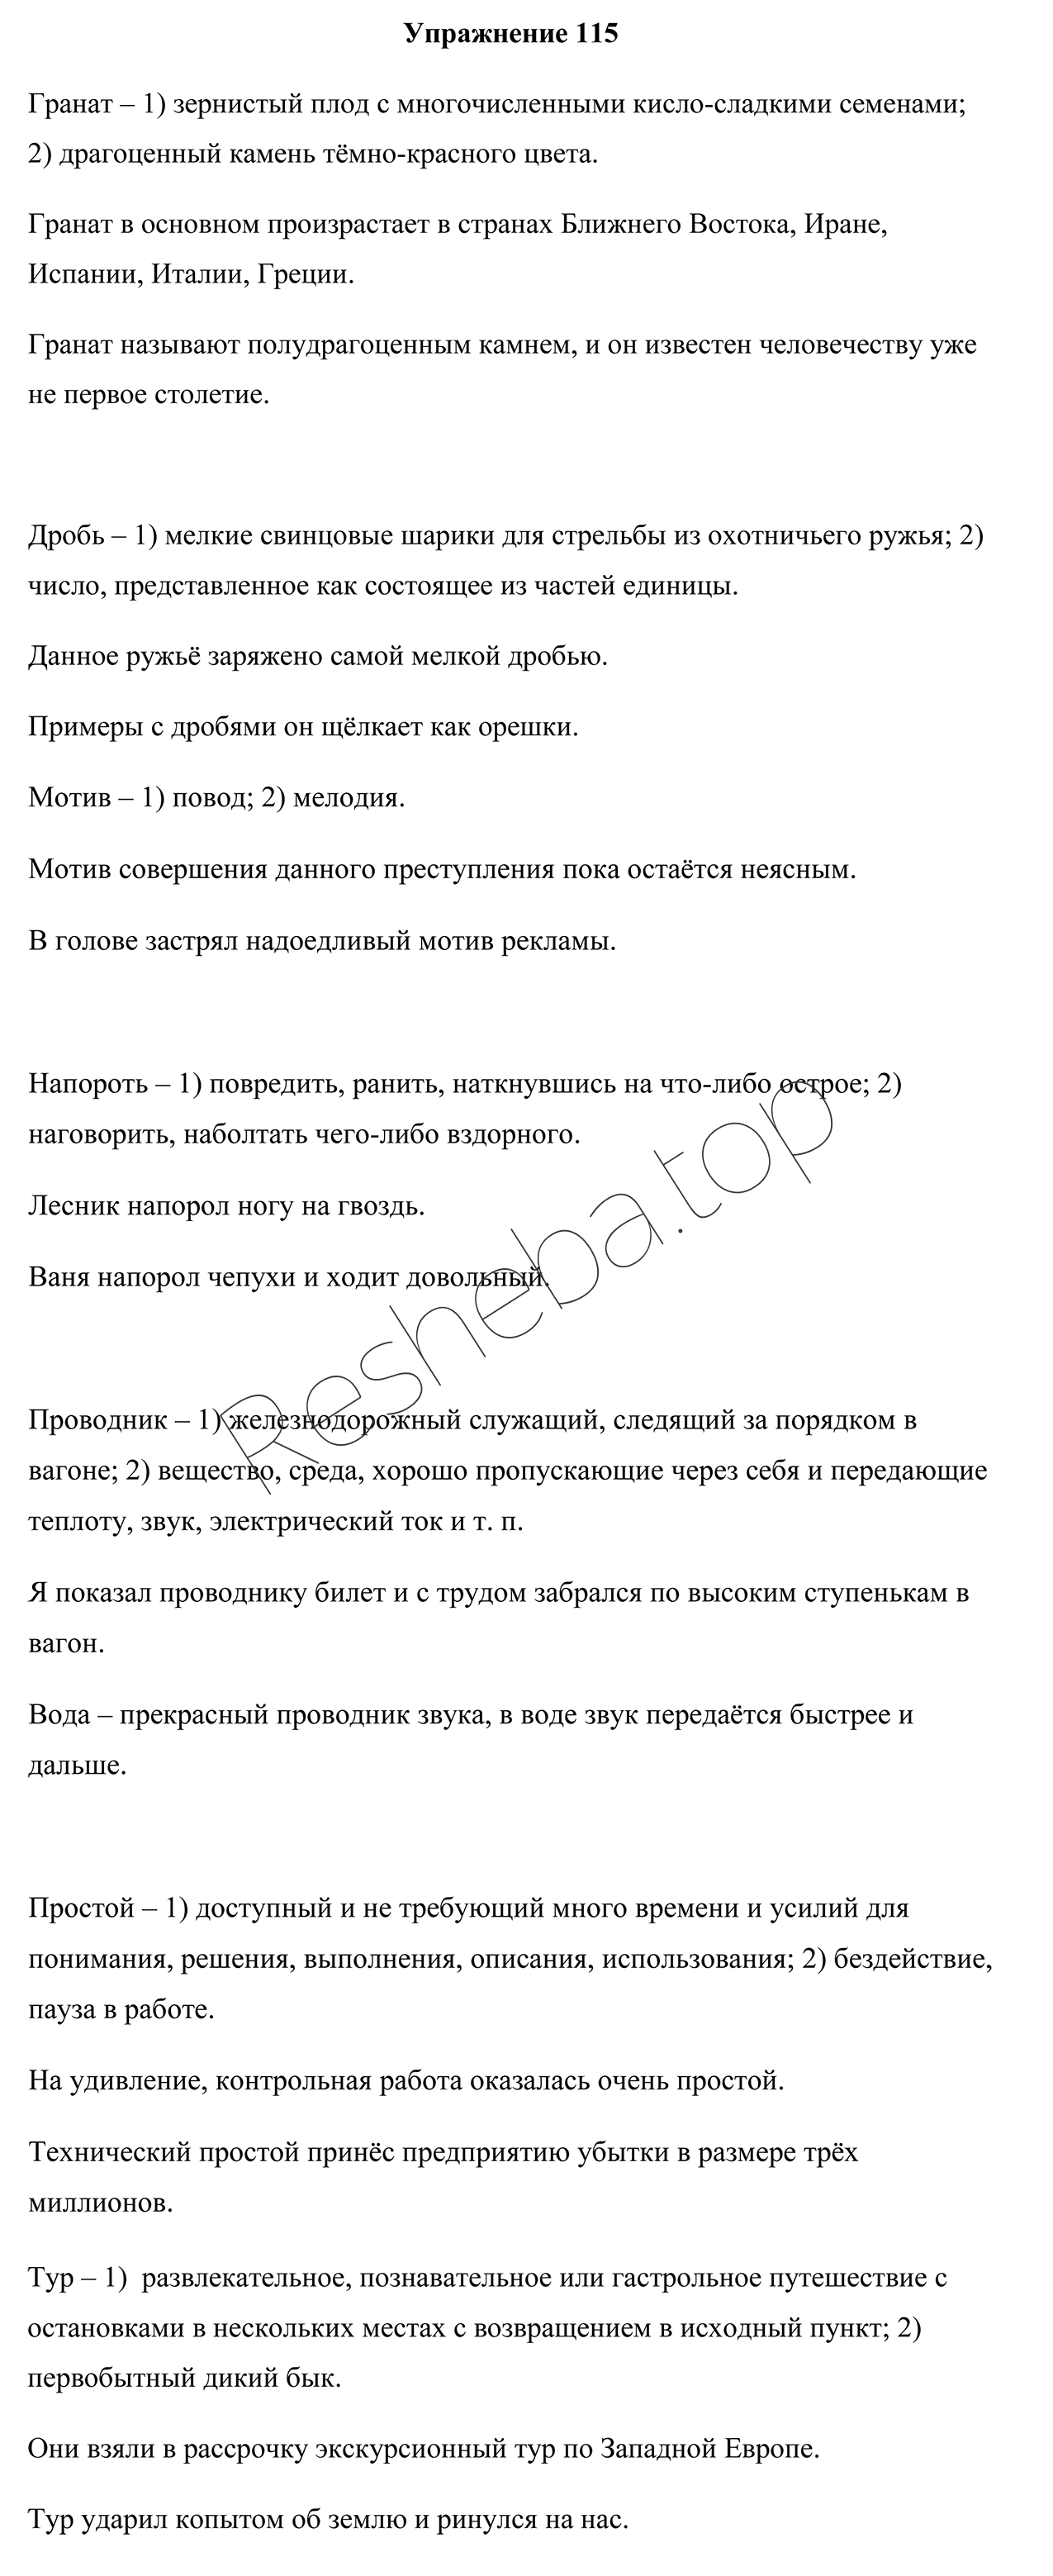 Упражнение 115
Гранат – 1) зернистый плод с многочисленными кисло-сладкими семенами;
2) драгоценный камень тёмно-красного цвета.
Гранат в основном произрастает в странах Ближнего Востока, Иране,
Испании, Италии, Греции.
Гранат называют полудрагоценным камнем, и он известен человечеству уже
не первое столетие.
Дробь – 1) мелкие свинцовые шарики для стрельбы из охотничьего ружья; 2)
число, представленное как состоящее из частей единицы.
Данное ружьё заряжено самой мелкой дробью.
Примеры с дробями он щёлкает как орешки.
Мотив – 1) повод; 2) мелодия.
Мотив совершения данного преступления пока остаётся неясным.
В голове застрял надоедливый мотив рекламы.
Напороть – 1) повредить, ранить, наткнувшись на что-либо острое; 2)
наговорить, наболтать чего-либо вздорного.
Лесник напорол ногу на гвоздь.
Ваня напорол чепухи и ходит довольный.
Resheba.top
Проводник – 1) железнодорожный служащий, следящий за порядком в
вагоне; 2) вещество, среда, хорошо пропускающие через себя и передающие
теплоту, звук, электрический ток и т. п.
Я показал проводнику билет и с трудом забрался по высоким ступенькам в
вагон.
Вода – прекрасный проводник звука, в воде звук передаётся быстрее и
дальше.
Простой – 1) доступный и не требующий много времени и усилий для
понимания, решения, выполнения, описания, использования; 2) бездействие,
пауза в работе.
На удивление, контрольная работа оказалась очень простой.
Технический простой принёс предприятию убытки в размере трёх
миллионов.
Тур – 1) развлекательное, познавательное или гастрольное путешествие с
остановками в нескольких местах с возвращением в исходный пункт; 2)
первобытный дикий бык.
Они взяли в рассрочку экскурсионный тур по Западной Европе.
Тур ударил копытом об землю и ринулся на нас.